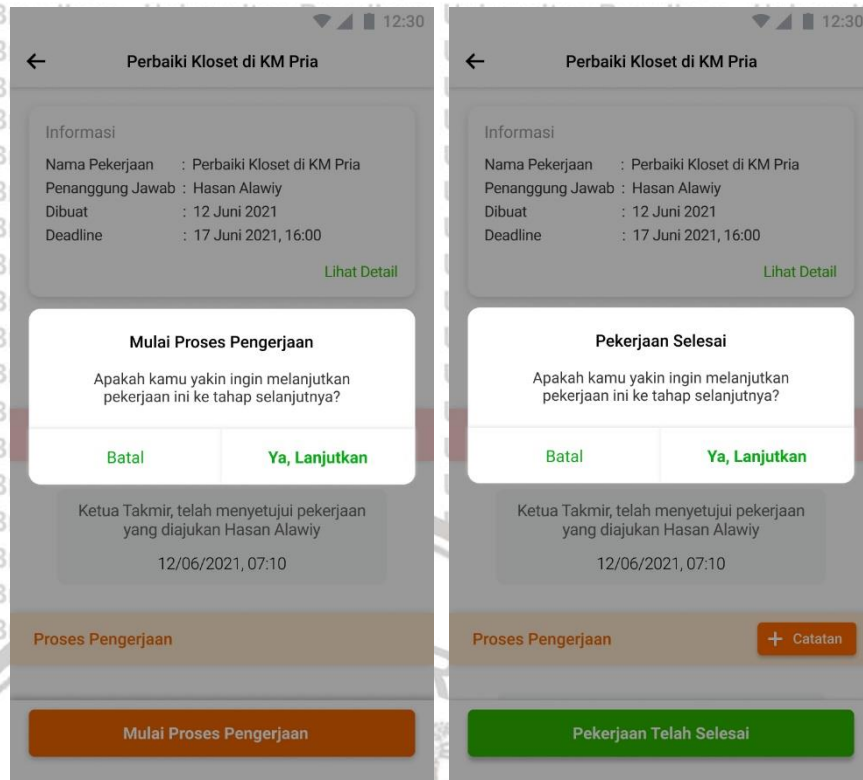 12:30
Perbaiki Kloset di KM Pria
Informasi
Nama Pekerjaan : Perbaiki Kloset di KM Pria
Penanggung Jawab : Hasan Alawiy
Dibuat : 12 Juni 2021
Deadline : 17 Juni 2021, 16:00
Lihat Detail
Mulai Proses Pengerjaan
Apakah kamu yakin ingin melanjutkan
pekerjaan ini ke tahap selanjutnya?
Batal
Ya, Lanjutkan
Ketua Takmir, telah menyetujui pekerjaan
yang diajukan Hasan Alawiy
12/06/2021, 07:10
Proses Pengerjaan
Mulai Proses Pengerjaan
12:30
Perbaiki Kloset di KM Pria
Informasi
Nama Pekerjaan : Perbaiki Kloset di KM Pria
Penanggung Jawab : Hasan Alawiy
Dibuat : 12 Juni 2021
Deadline : 17 Juni 2021, 16:00
Lihat Detail
Pekerjaan Selesai
Apakah kamu yakin ingin melanjutkan
pekerjaan ini ke tahap selanjutnya?
Batal
Ya, Lanjutkan
Ketua Takmir, telah menyetujui pekerjaan
yang diajukan Hasan Alawiy
12/06/2021, 07:10
Proses Pengerjaan
+ Catatan
Pekerjaan Telah Selesai